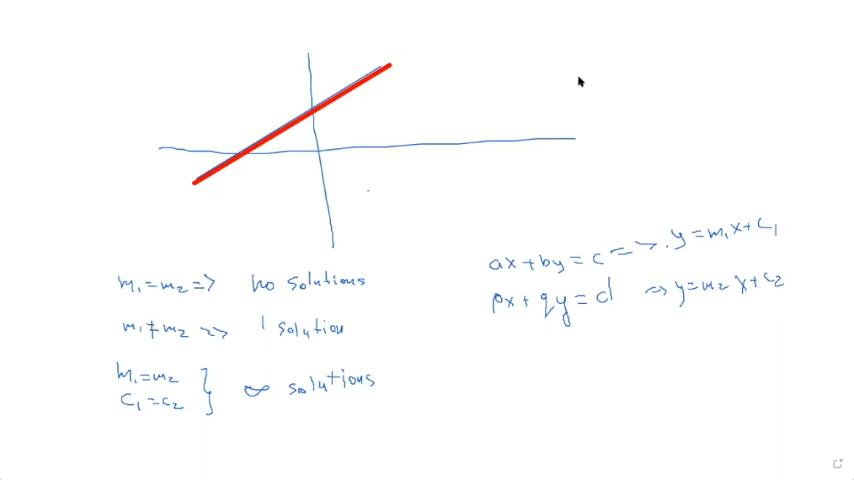 m₁=m₂=> no solutions
m₁≠m₂ => 1 solution
m₁=m₂
c₁=c₂ } ∞ solutions
ax+by=c => y=m₁x+c₁
px+qy=d => y=m₂x+c₂